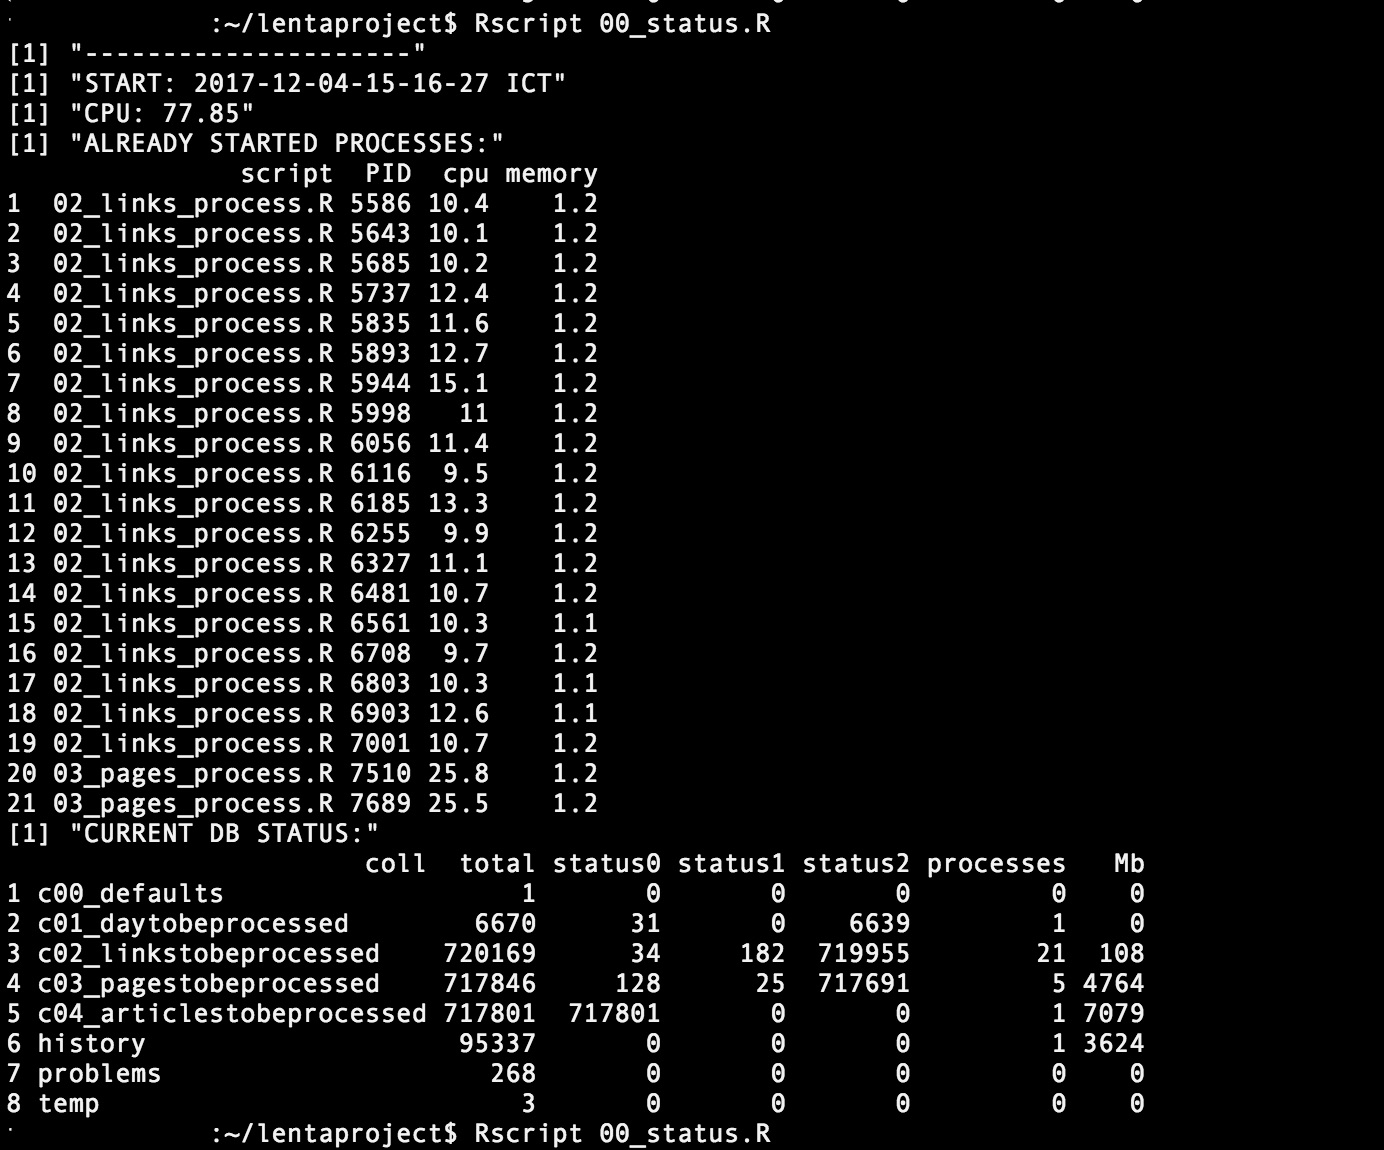 :~/lentaproject$ Rscript 00_status.R
[1] "---------------------"
[1] "START: 2017-12-04-15-16-27 ICT"
[1] "CPU: 77.85"
[1] "ALREADY STARTED PROCESSES:"
script PID cpu memory
1 02_links_process.R 5586 10.4 1.2
2 02_links_process.R 5643 10.1 1.2
3 02_links_process.R 5685 10.2 1.2
4 02_links_process.R 5737 12.4 1.2
5 02_links_process.R 5835 11.6 1.2
6 02_links_process.R 5893 12.7 1.2
7 02_links_process.R 5944 15.1 1.2
8 02_links_process.R 5998 11 1.2
9 02_links_process.R 6056 11.4 1.2
10 02_links_process.R 6116 9.5 1.2
11 02_links_process.R 6185 13.3 1.2
12 02_links_process.R 6255 9.9 1.2
13 02_links_process.R 6327 11.1 1.2
14 02_links_process.R 6481 10.7 1.2
15 02_links_process.R 6561 10.3 1.1
16 02_links_process.R 6708 9.7 1.2
17 02_links_process.R 6803 10.3 1.1
18 02_links_process.R 6903 12.6 1.1
19 02_links_process.R 7001 10.7 1.2
20 03_pages_process.R 7510 25.8 1.2
21 03_pages_process.R 7689 25.5 1.2
[1] "CURRENT DB STATUS:"
coll total status0 status1 status2 processes Mb
1 c00_defaults 1 0 0 0 0 0
2 c01_daytobeprocessed 6670 31 0 6639 1 0
3 c02_linkstobeprocessed 720169 34 182 719955 21 108
4 c03_pagestobeprocessed 717846 128 25 717691 5 4764
5 c04_articlestobeprocessed 717801 717801 0 0 1 7079
6 history 95337 0 0 0 1 3624
7 problems 268 0 0 0 0 0
8 temp 3 0 0 0 0 0
:~/lentaproject$ Rscript 00_status.R